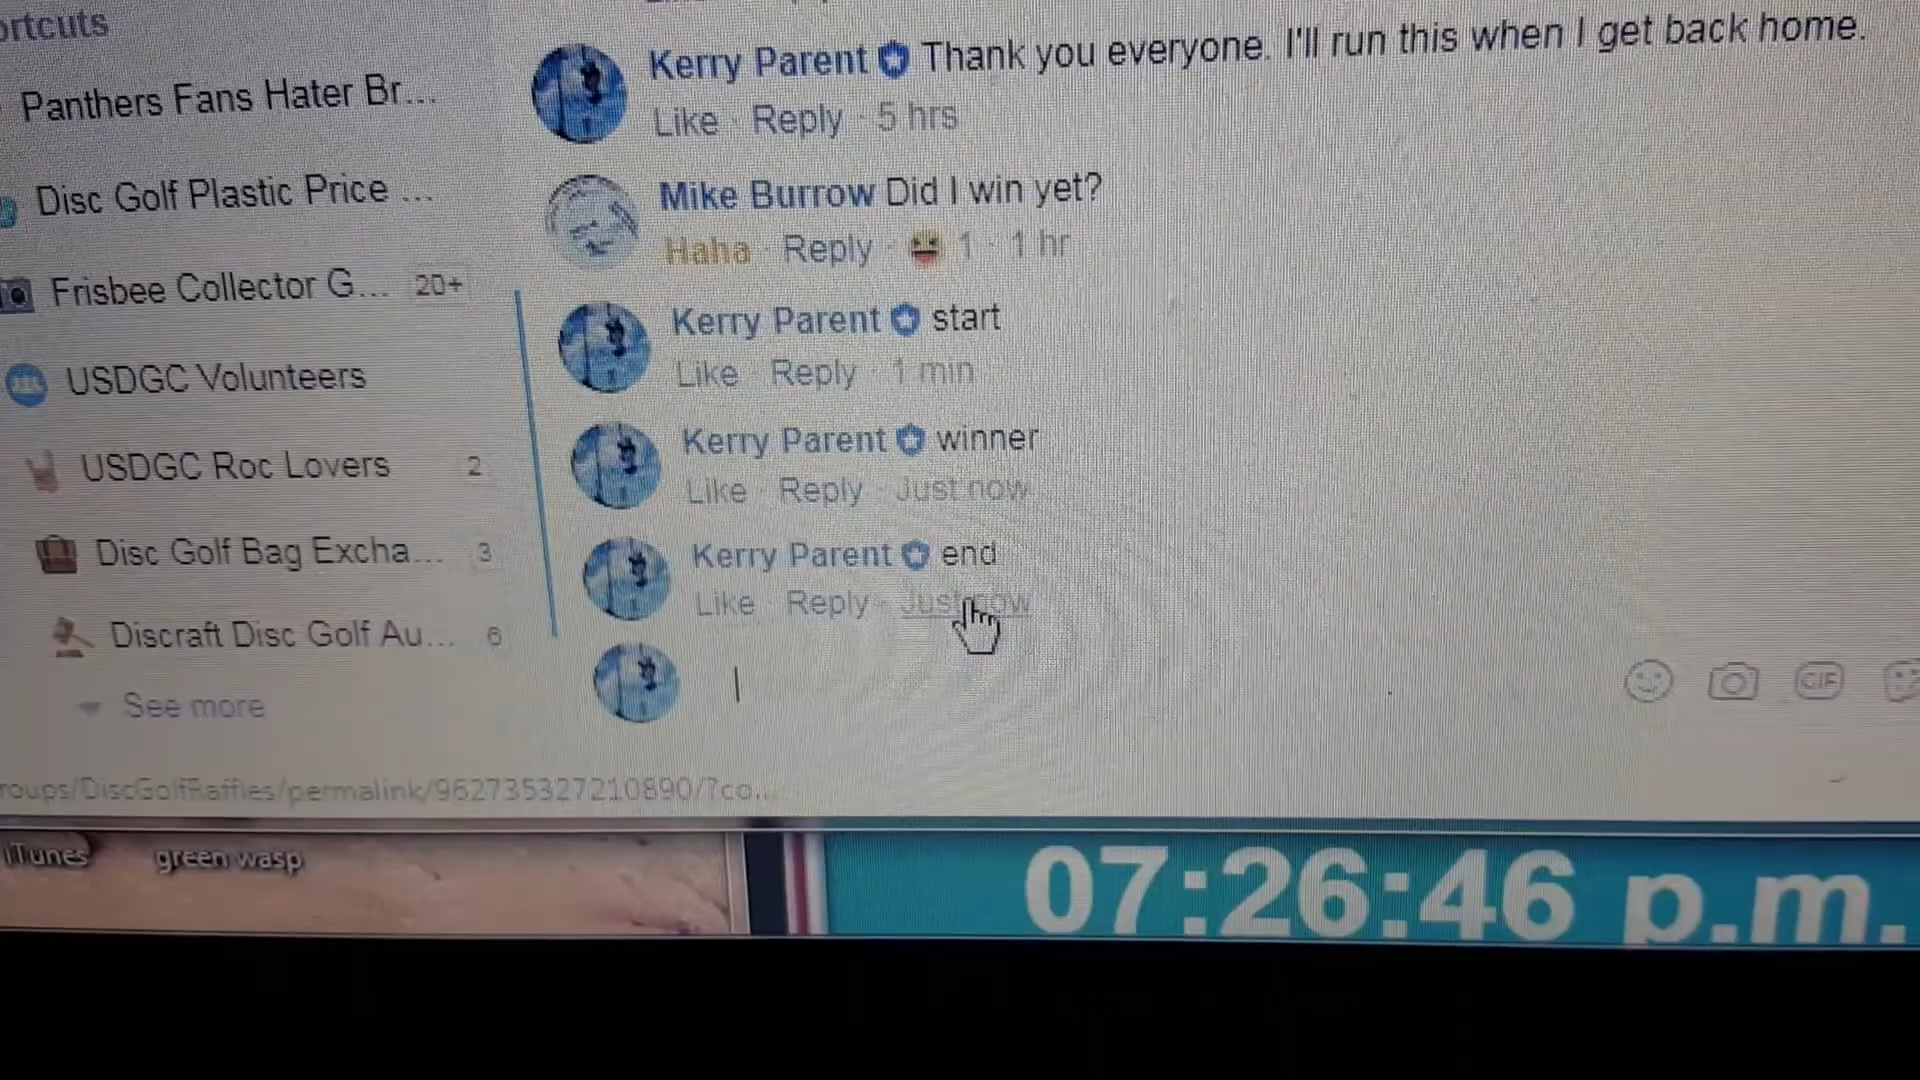 ortcuts
Panthers Fans Hater Br...
Disc Golf Plastic Price ...
Frisbee Collector G... 20+
USDGC Volunteers
USDGC Roc Lovers 2
Disc Golf Bag Excha... 3
Discraft Disc Golf Au... 6
See more
Kerry Parent Thank you everyone. I'll run this when I get back home.
Like · Reply · 5 hrs
Mike Burrow Did I win yet?
Haha · Reply · 1 · 1 hr
Kerry Parent start
Like · Reply · 1 min
Kerry Parent winner
Like · Reply · Just now
Kerry Parent end
Like · Reply · Just now
GIF
roups/DiscGolfRaffles/permalink/962735327210890/?co...
iTunes
green wasp
07:26:46 p.m.